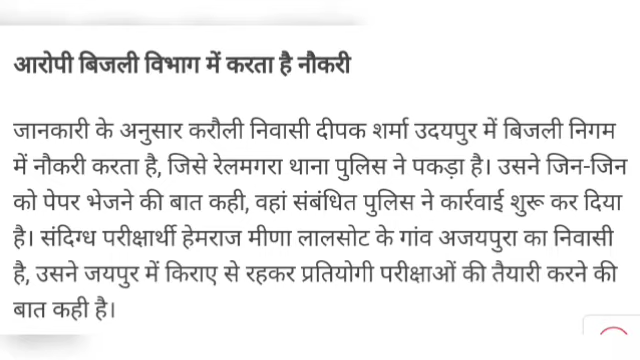 आरोपी बिजली विभाग में करता है नौकरी
जानकारी के अनुसार करौली निवासी दीपक शर्मा उदयपुर में बिजली निगम
में नौकरी करता है, जिसे रेलमगरा थाना पुलिस ने पकड़ा है। उसने जिन-जिन
को पेपर भेजने की बात कही, वहां संबंधित पुलिस ने कार्रवाई शुरू कर दिया
है। संदिग्ध परीक्षार्थी हेमराज मीणा लालसोट के गांव अजयपुरा का निवासी
है, उसने जयपुर में किराए से रहकर प्रतियोगी परीक्षाओं की तैयारी करने की
बात कही है।